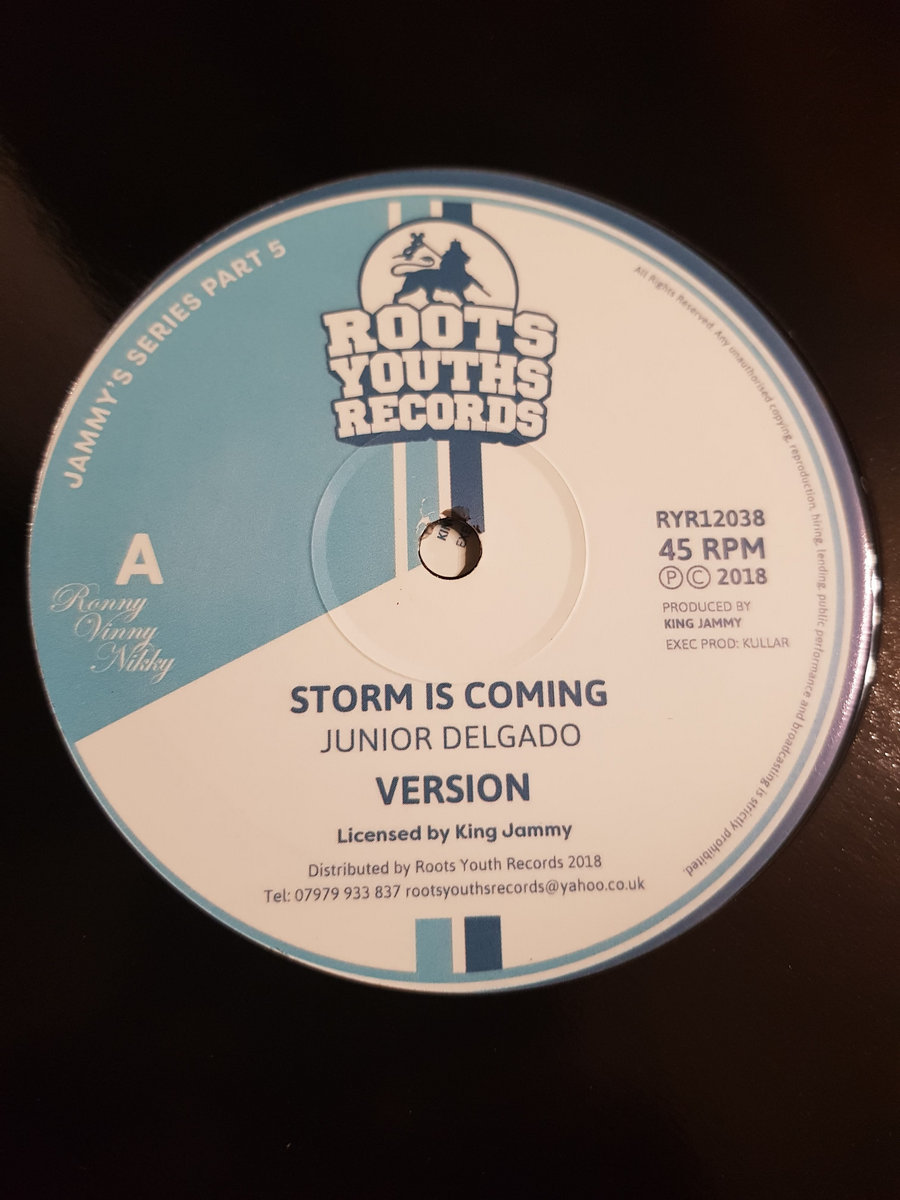 JAMMY'S SERIES PART 5
ROOTS
YOUTHS
RECORDS
All Rights Reserved. Any unauthorised copying, reproduction, hiring, lending, public performance and broadcasting is strictly prohibited.
A
Ronny
Vinny
Nikky
RYR12038
45 RPM
Ⓟ© 2018
PRODUCED BY
KING JAMMY
EXEC PROD: KULLAR
STORM IS COMING
JUNIOR DELGADO
VERSION
Licensed by King Jammy
Distributed by Roots Youth Records 2018
Tel: 07979 933 837 rootsyouthsrecords@yahoo.co.uk